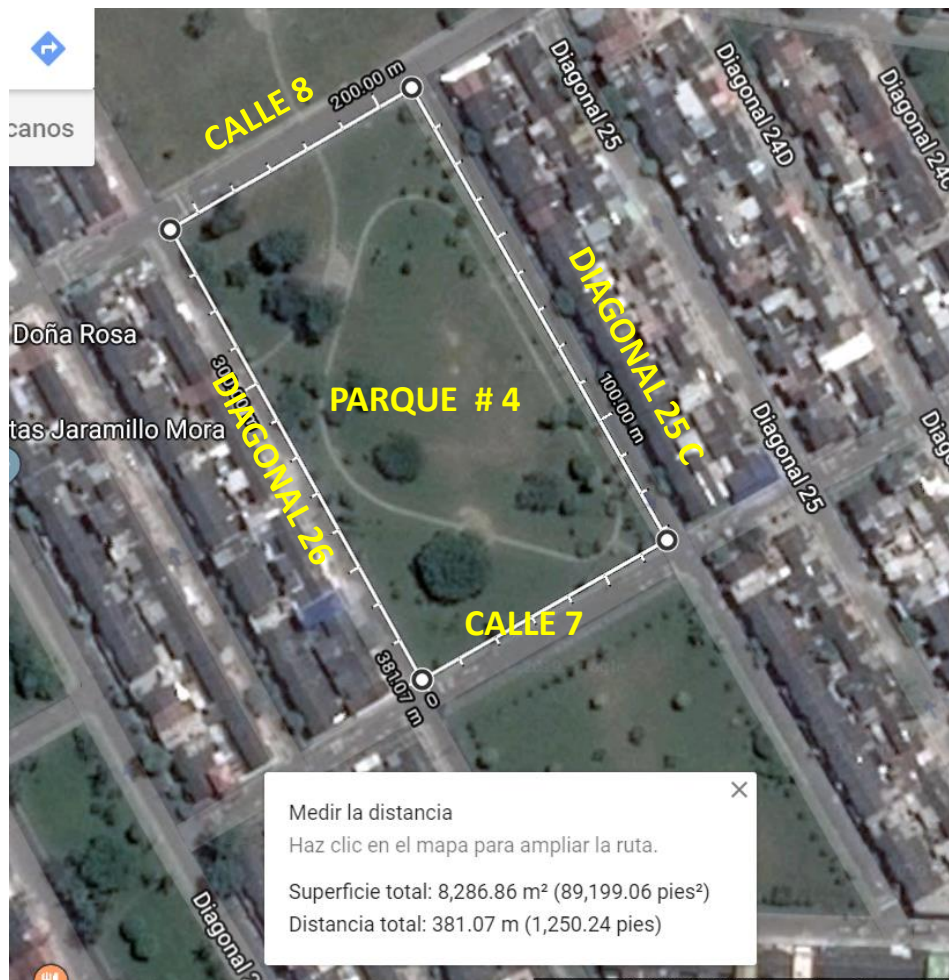 canos
CALLE 8
200.00 m
Diagonal 25
Diagonal 24D
Diagonal 24C
Doña Rosa
DIAGONAL 25 C
DIAGONAL 26
PARQUE # 4
100.00 m
tas Jaramillo Mora
Diagonal 25
CALLE 7
381.07 m
0
Medir la distancia
Haz clic en el mapa para ampliar la ruta.
Superficie total: 8,286.86 m² (89,199.06 pies²)
Distancia total: 381.07 m (1,250.24 pies)